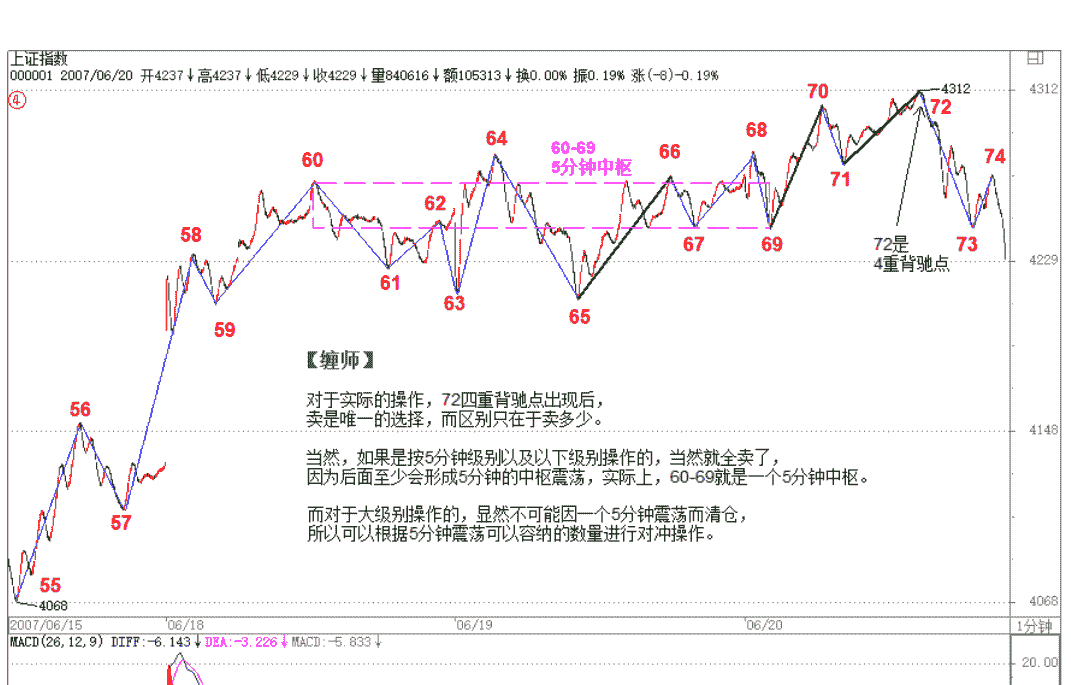 上证指数
000001 2007/06/20 开4237↓高4237↓低4229↓收4229↓量840616↓额105313↓换0.00% 振0.19% 涨(-8)-0.19%
④
4312
4312
70
72
68
64
60-69
5分钟中枢
66
60
74
71
62
58
67
69
73
72是
4重背驰点
61
4229
63
65
59
【缠师】
对于实际的操作，72四重背驰点出现后，
卖是唯一的选择，而区别只在于卖多少。
56
4148
当然，如果是按5分钟级别以及以下级别操作的，当然就全卖了，
因为后面至少会形成5分钟的中枢震荡，实际上，60-69就是一个5分钟中枢。
57
而对于大级别操作的，显然不可能因一个5分钟震荡而清仓，
所以可以根据5分钟震荡可以容纳的数量进行对冲操作。
55
4068
4068
2007/06/15 06/18 06/19 06/20 1分钟
MACD(26,12,9) DIFF:-6.143↓DEA:-3.226↓MACD:-5.833↓
20.00